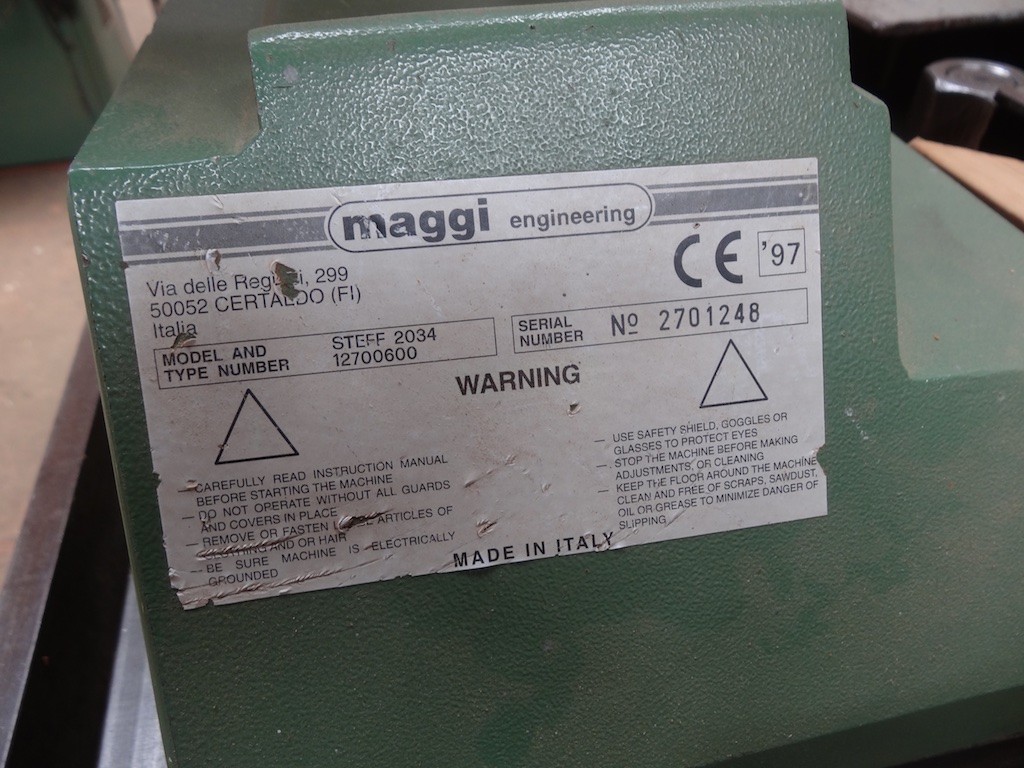 maggi engineering
Via delle Regioni, 299
50052 CERTALDO (FI)
Italia
CE '97
MODEL AND TYPE NUMBER
STEFF 2034
12700600
SERIAL NUMBER
Nº 2701248
WARNING
— CAREFULLY READ INSTRUCTION MANUAL
BEFORE STARTING THE MACHINE
— DO NOT OPERATE WITHOUT ALL GUARDS
AND COVERS IN PLACE
— REMOVE OR FASTEN ARTICLES OF
AND OR HAIR
— BE SURE MACHINE IS ELECTRICALLY
GROUNDED
— USE SAFETY SHIELD, GOGGLES OR
GLASSES TO PROTECT EYES
— STOP THE MACHINE BEFORE MAKING
ADJUSTMENTS, OR CLEANING
— KEEP THE FLOOR AROUND THE MACHINE
CLEAN AND FREE OF SCRAPS, SAWDUST,
OIL OR GREASE TO MINIMIZE DANGER OF
SLIPPING
MADE IN ITALY